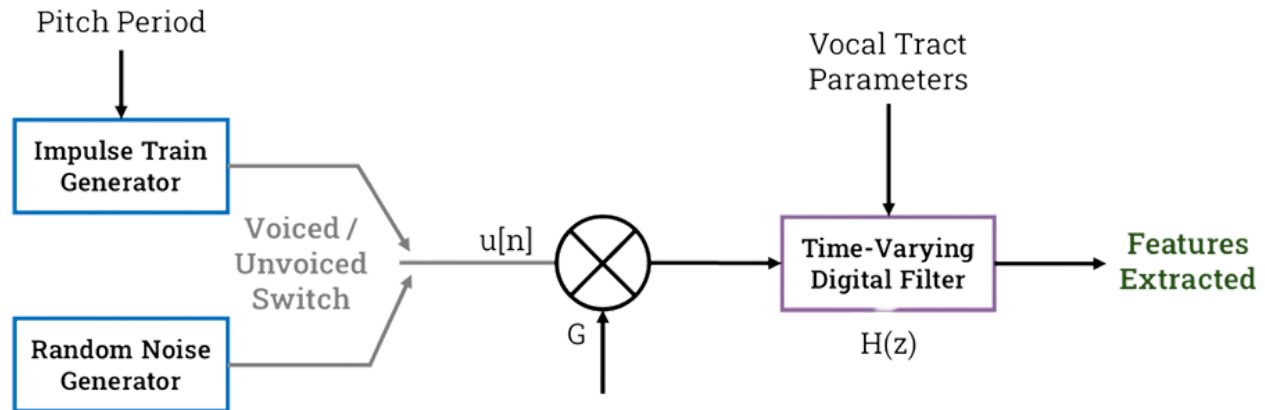 Pitch Period
Vocal Tract
Parameters
Impulse Train
Generator
Voiced /
Unvoiced
Switch
u[n]
Time-Varying
Digital Filter
Features
Extracted
G
H(z)
Random Noise
Generator